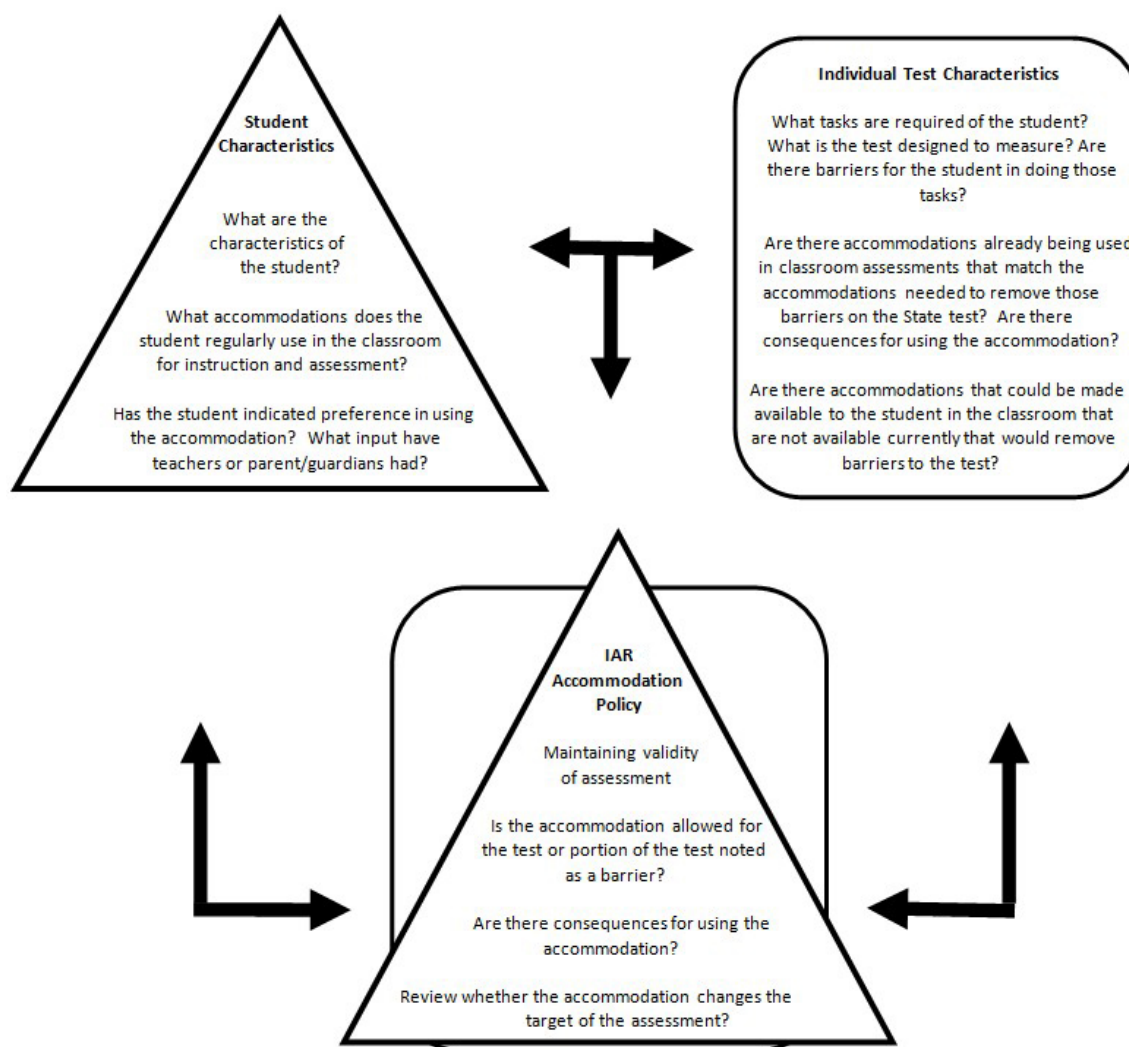 Student
Characteristics
What are the
characteristics of
the student?
What accommodations does the
student regularly use in the classroom
for instruction and assessment?
Has the student indicated preference in using
the accommodation? What input have
teachers or parent/guardians had?
Individual Test Characteristics
What tasks are required of the student?
What is the test designed to measure? Are
there barriers for the student in doing those
tasks?
Are there accommodations already being used
in classroom assessments that match the
accommodations needed to remove those
barriers on the State test? Are there
consequences for using the accommodation?
Are there accommodations that could be made
available to the student in the classroom that
are not available currently that would remove
barriers to the test?
IAR
Accommodation
Policy
Maintaining validity
of assessment
Is the accommodation allowed for
the test or portion of the test noted
as a barrier?
Are there consequences for using the
accommodation?
Review whether the accommodation changes the
target of the assessment?